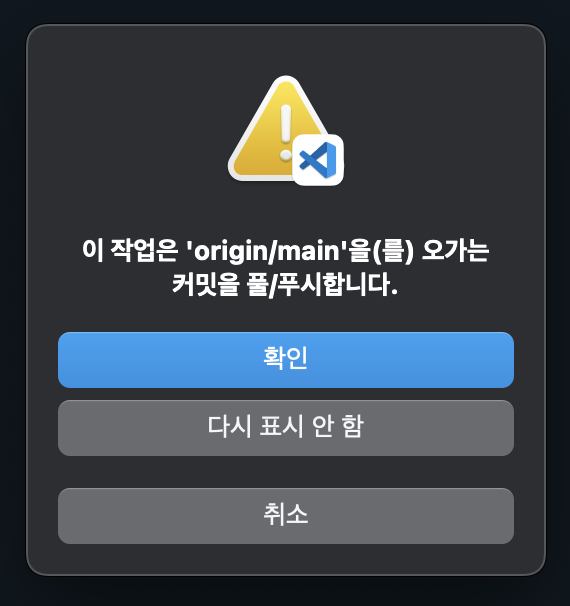 이 작업은 'origin/main'을(를) 오가는
커밋을 풀/푸시합니다.
확인
다시 표시 안 함
취소